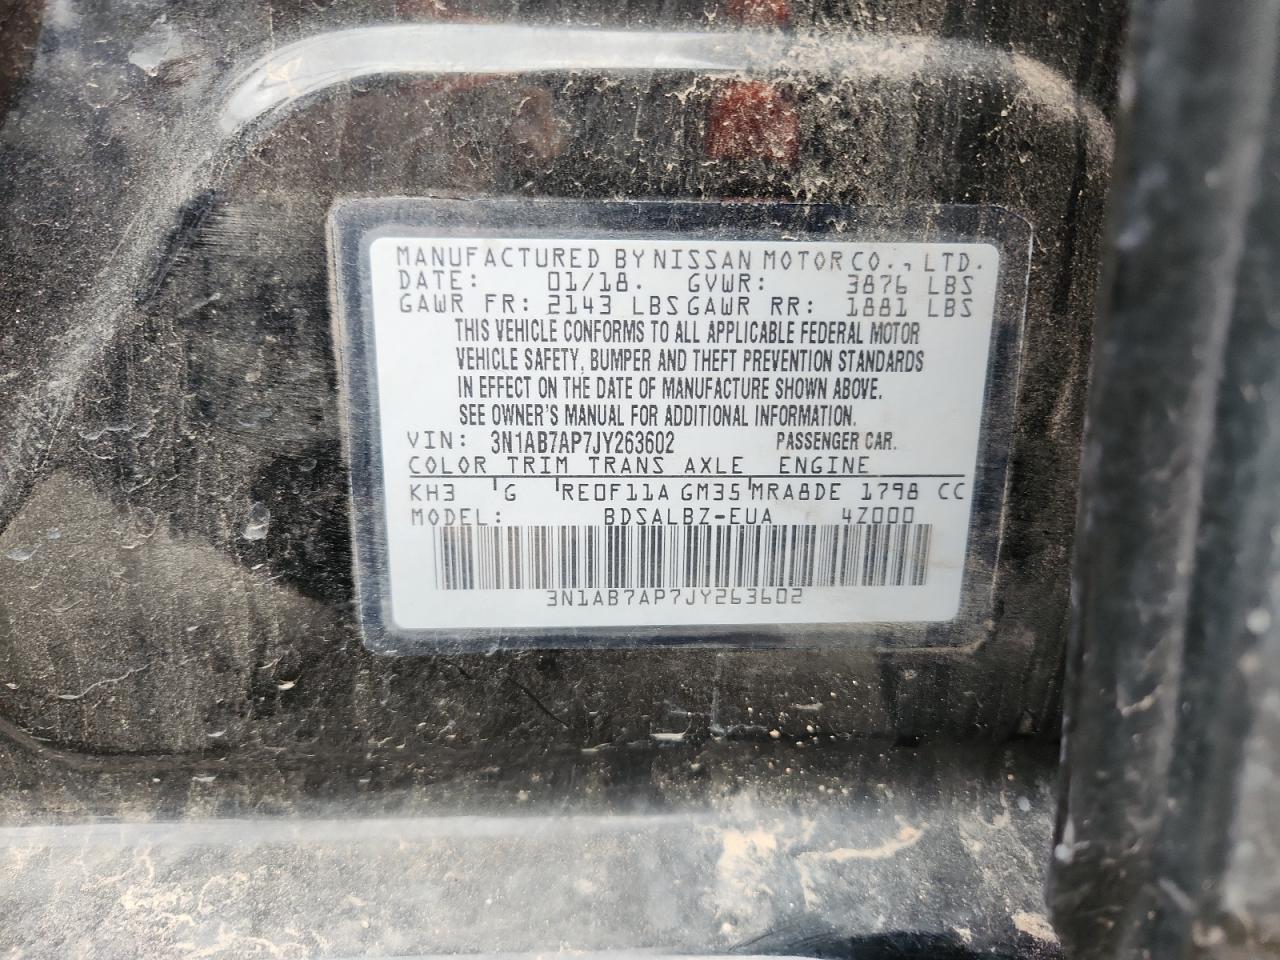 MANUFACTURED BY NISSAN MOTOR CO., LTD.
DATE: 01/18. GVWR: 3876 LBS
GAWR FR: 2143 LBS GAWR RR: 1881 LBS
THIS VEHICLE CONFORMS TO ALL APPLICABLE FEDERAL MOTOR
VEHICLE SAFETY, BUMPER AND THEFT PREVENTION STANDARDS
IN EFFECT ON THE DATE OF MANUFACTURE SHOWN ABOVE.
SEE OWNER'S MANUAL FOR ADDITIONAL INFORMATION.
VIN: 3N1AB7AP7JY263602 PASSENGER CAR.
COLOR TRIM TRANS AXLE ENGINE
KH3 G RE0F11A GM35 MRA8DE 1798 CC
MODEL: BDSALBZ-EUA 4Z000
3N1AB7AP7JY263602